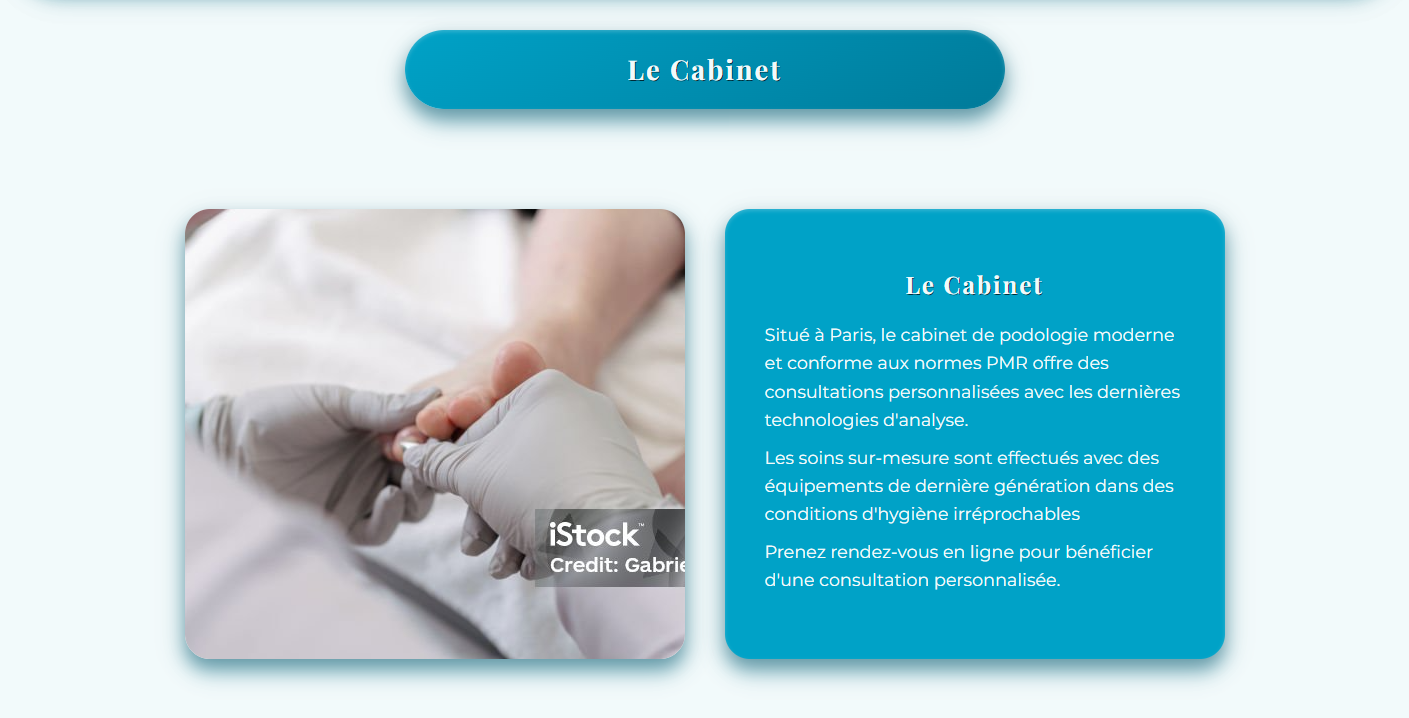 Le Cabinet
iStock™
Credit: Gabrie
Le Cabinet
Situé à Paris, le cabinet de podologie moderne
et conforme aux normes PMR offre des
consultations personnalisées avec les dernières
technologies d'analyse.
Les soins sur-mesure sont effectués avec des
équipements de dernière génération dans des
conditions d'hygiène irréprochables
Prenez rendez-vous en ligne pour bénéficier
d'une consultation personnalisée.